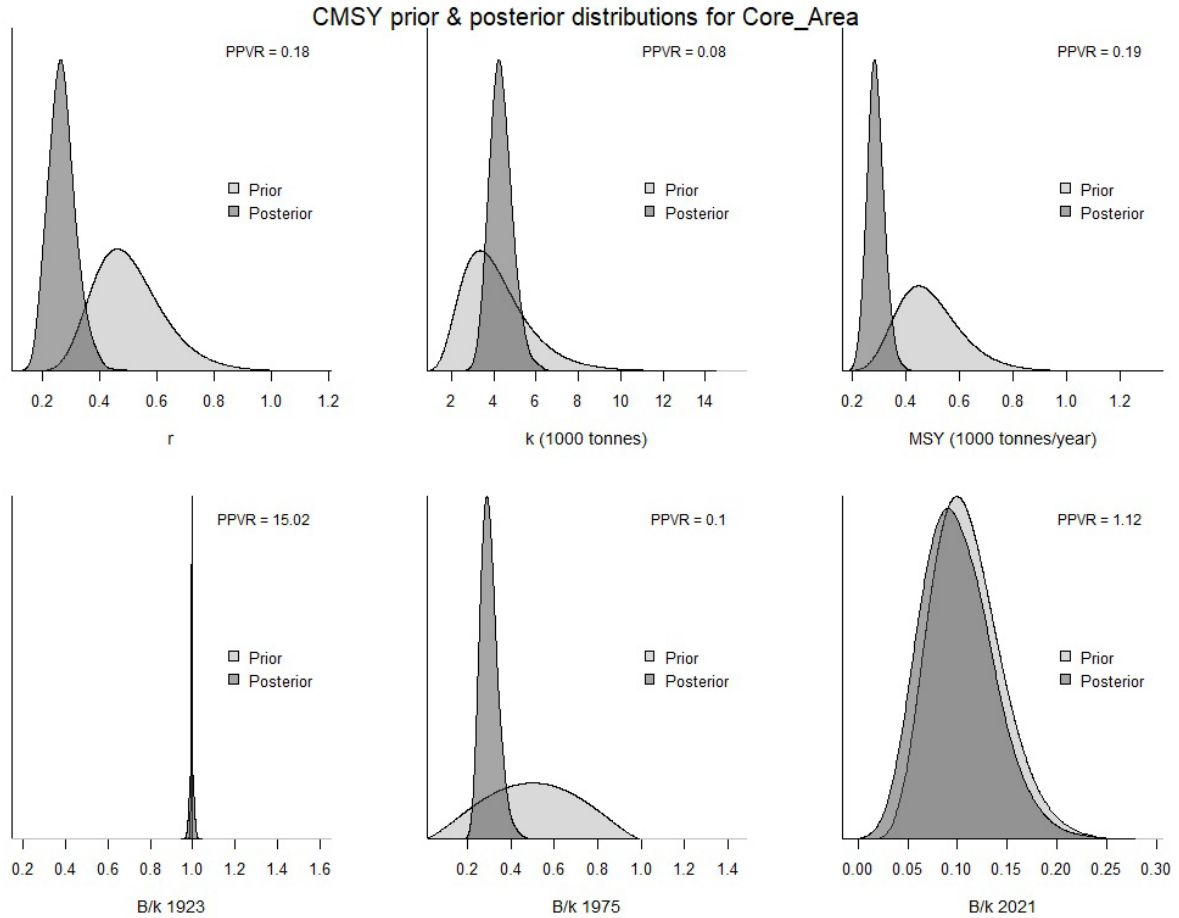 CMSY prior & posterior distributions for Core_Area
PPVR = 0.18
Prior
Posterior
0.2 0.4 0.6 0.8 1.0 1.2
r
PPVR = 0.08
Prior
Posterior
2 4 6 8 10 12 14
k (1000 tonnes)
PPVR = 0.19
Prior
Posterior
0.2 0.4 0.6 0.8 1.0 1.2
MSY (1000 tonnes/year)
PPVR = 15.02
Prior
Posterior
0.2 0.4 0.6 0.8 1.0 1.2 1.4 1.6
B/k 1923
PPVR = 0.1
Prior
Posterior
0.2 0.4 0.6 0.8 1.0 1.2 1.4
B/k 1975
PPVR = 1.12
Prior
Posterior
0.00 0.05 0.10 0.15 0.20 0.25 0.30
B/k 2021